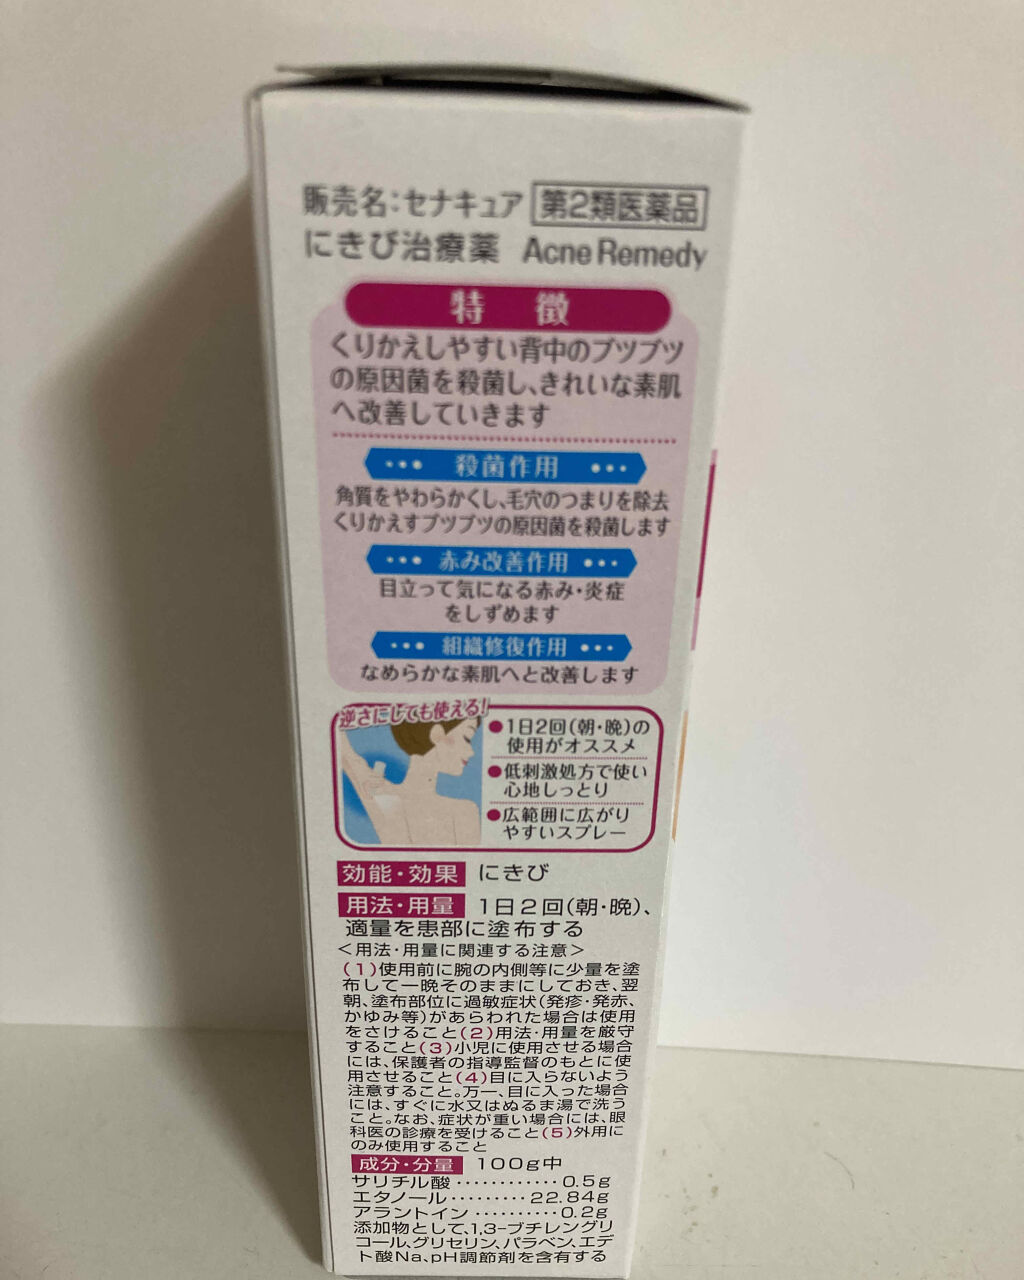 販売名:セナキュア 第2類医薬品
にきび治療薬 Acne Remedy
特 徴
くりかえしやすい背中のブツブツ
の原因菌を殺菌し、きれいな素肌
へ改善していきます
殺菌作用
角質をやわらかくし、毛穴のつまりを除去
くりかえすブツブツの原因菌を殺菌します
赤み改善作用
目立って気になる赤み・炎症
をしずめます
組織修復作用
なめらかな素肌へと改善します
逆さにしても使える!
●1日2回(朝・晩)の
使用がオススメ
●低刺激処方で使い
心地しっとり
●広範囲に広がり
やすいスプレー
効能・効果 にきび
用法・用量 1日2回(朝・晩)、
適量を患部に塗布する
<用法・用量に関連する注意>
(1)使用前に腕の内側等に少量を塗
布して一晩そのままにしておき、翌
朝、塗布部位に過敏症状(発疹・発赤、
かゆみ等)があらわれた場合は使用
をさけること(2)用法・用量を厳守
すること(3)小児に使用させる場合
には、保護者の指導監督のもとに使
用させること(4)目に入らないよう
注意すること。万一、目に入った場合
には、すぐに水又はぬるま湯で洗う
こと。なお、症状が重い場合には、眼
科医の診療を受けること(5)外用に
のみ使用すること
成分・分量 100g中
サリチル酸 ············ 0.5g
エタノール ········· 22.84g
アラントイン ·········· 0.2g
添加物として、1,3-ブチレングリ
コール、グリセリン、パラベン、エデ
ト酸Na、pH調節剤を含有する